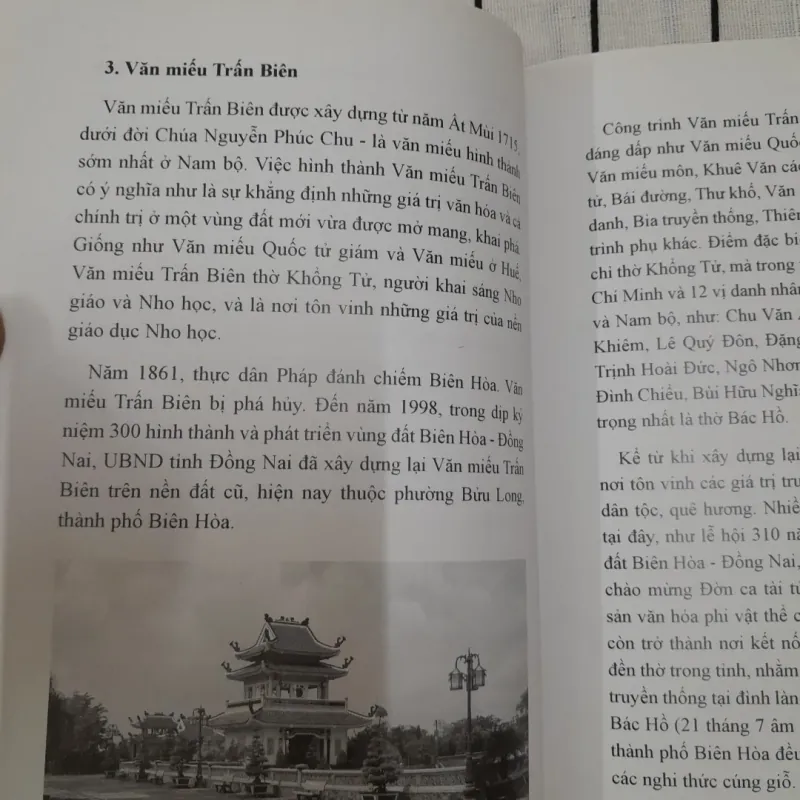 3. Văn miếu Trấn Biên
Văn miếu Trấn Biên được xây dựng từ năm Ất Mùi 1715,
dưới đời Chúa Nguyễn Phúc Chu - là văn miếu hình thành
sớm nhất ở Nam bộ. Việc hình thành Văn miếu Trấn Biên
có ý nghĩa như là sự khẳng định những giá trị văn hóa và cả
chính trị ở một vùng đất mới vừa được mở mang, khai phá.
Giống như Văn miếu Quốc tử giám và Văn miếu ở Huế,
Văn miếu Trấn Biên thờ Khổng Tử, người khai sáng Nho
giáo và Nho học, và là nơi tôn vinh những giá trị của nền
giáo dục Nho học.
Năm 1861, thực dân Pháp đánh chiếm Biên Hòa. Văn
miếu Trấn Biên bị phá hủy. Đến năm 1998, trong dịp kỷ
niệm 300 hình thành và phát triển vùng đất Biên Hòa - Đồng
Nai, UBND tỉnh Đồng Nai đã xây dựng lại Văn miếu Trấn
Biên trên nền đất cũ, hiện nay thuộc phường Bửu Long,
thành phố Biên Hòa.
Công trình Văn miếu Trấn
dáng dấp như Văn miếu Quốc
Văn miếu môn, Khuê Văn các
tử, Bái đường, Thư khố, Văn
danh, Bia truyền thống, Thiên
trình phụ khác. Điểm đặc bi
chỉ thờ Khổng Tử, mà trong
Chí Minh và 12 vị danh nhân
và Nam bộ, như: Chu Văn
Khiêm, Lê Quý Đôn, Đặng
Trịnh Hoài Đức, Ngô Nhơn
Đình Chiểu, Bùi Hữu Nghĩa
trọng nhất là thờ Bác Hồ.
Kể từ khi xây dựng lại
nơi tôn vinh các giá trị tru
dân tộc, quê hương. Nhiề
tại đây, như lễ hội 310 nă
đất Biên Hòa - Đồng Nai,
chào mừng Đờn ca tài tử
sản văn hóa phi vật thể
còn trở thành nơi kết nố
đền thờ trong tỉnh, nhằm
truyền thống tại đình làn
Bác Hồ (21 tháng 7 âm
thành phố Biên Hòa đều
các nghi thức cúng giỗ.